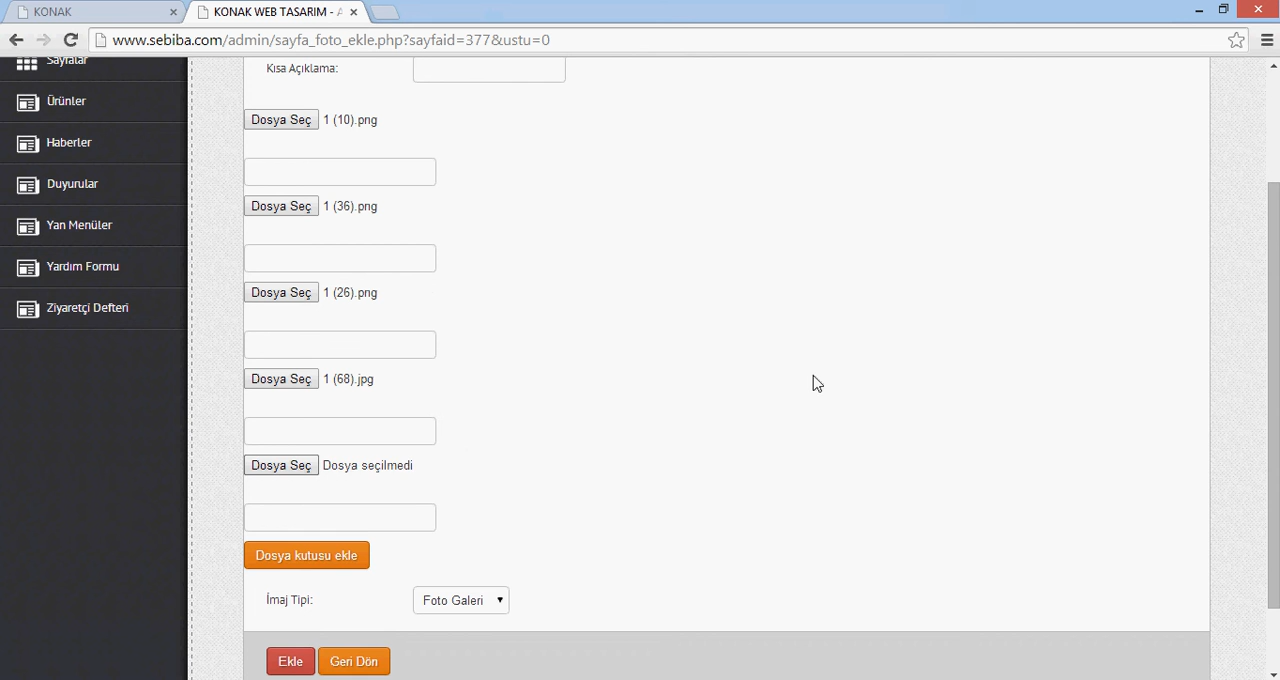 KONAK
KONAK WEB TASARIM - A
www.sebiba.com/admin/sayfa_foto_ekle.php?sayfaid=377&ustu=0
Sayfalar
Ürünler
Haberler
Duyurular
Yan Menüler
Yardım Formu
Ziyaretçi Defteri
Kısa Açıklama:
Dosya Seç 1 (10).png
Dosya Seç 1 (36).png
Dosya Seç 1 (26).png
Dosya Seç 1 (68).jpg
Dosya Seç Dosya seçilmedi
Dosya kutusu ekle
İmaj Tipi: Foto Galeri
Ekle Geri Dön